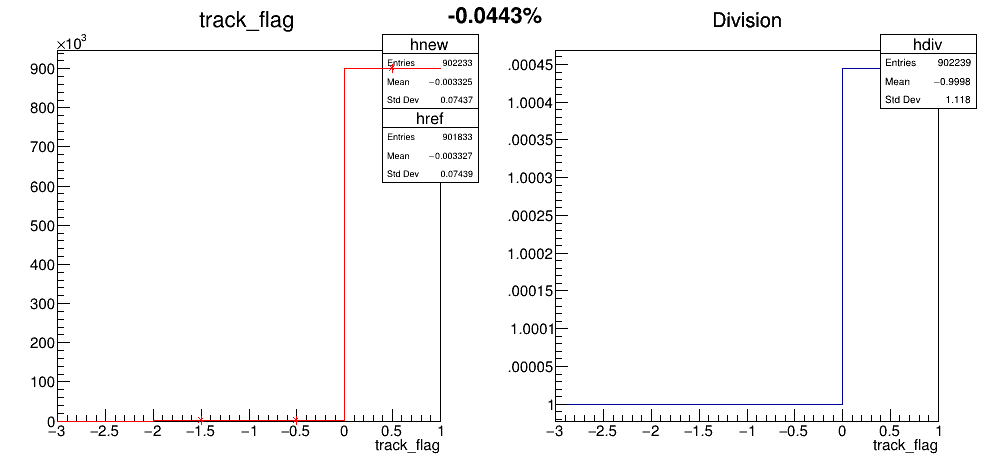 -0.0443%
track_flag
×10³
900
800
700
600
500
400
300
200
100
0
−3 −2.5 −2 −1.5 −1 −0.5 0 0.5 1
track_flag
hnew
Entries 902233
Mean −0.003325
Std Dev 0.07437
href
Entries 901833
Mean −0.003327
Std Dev 0.07439
Division
.00045
1.0004
.00035
1.0003
.00025
1.0002
.00015
1.0001
.00005
1
−3 −2.5 −2 −1.5 −1 −0.5 0 0.5 1
track_flag
hdiv
Entries 902239
Mean −0.9998
Std Dev 1.118